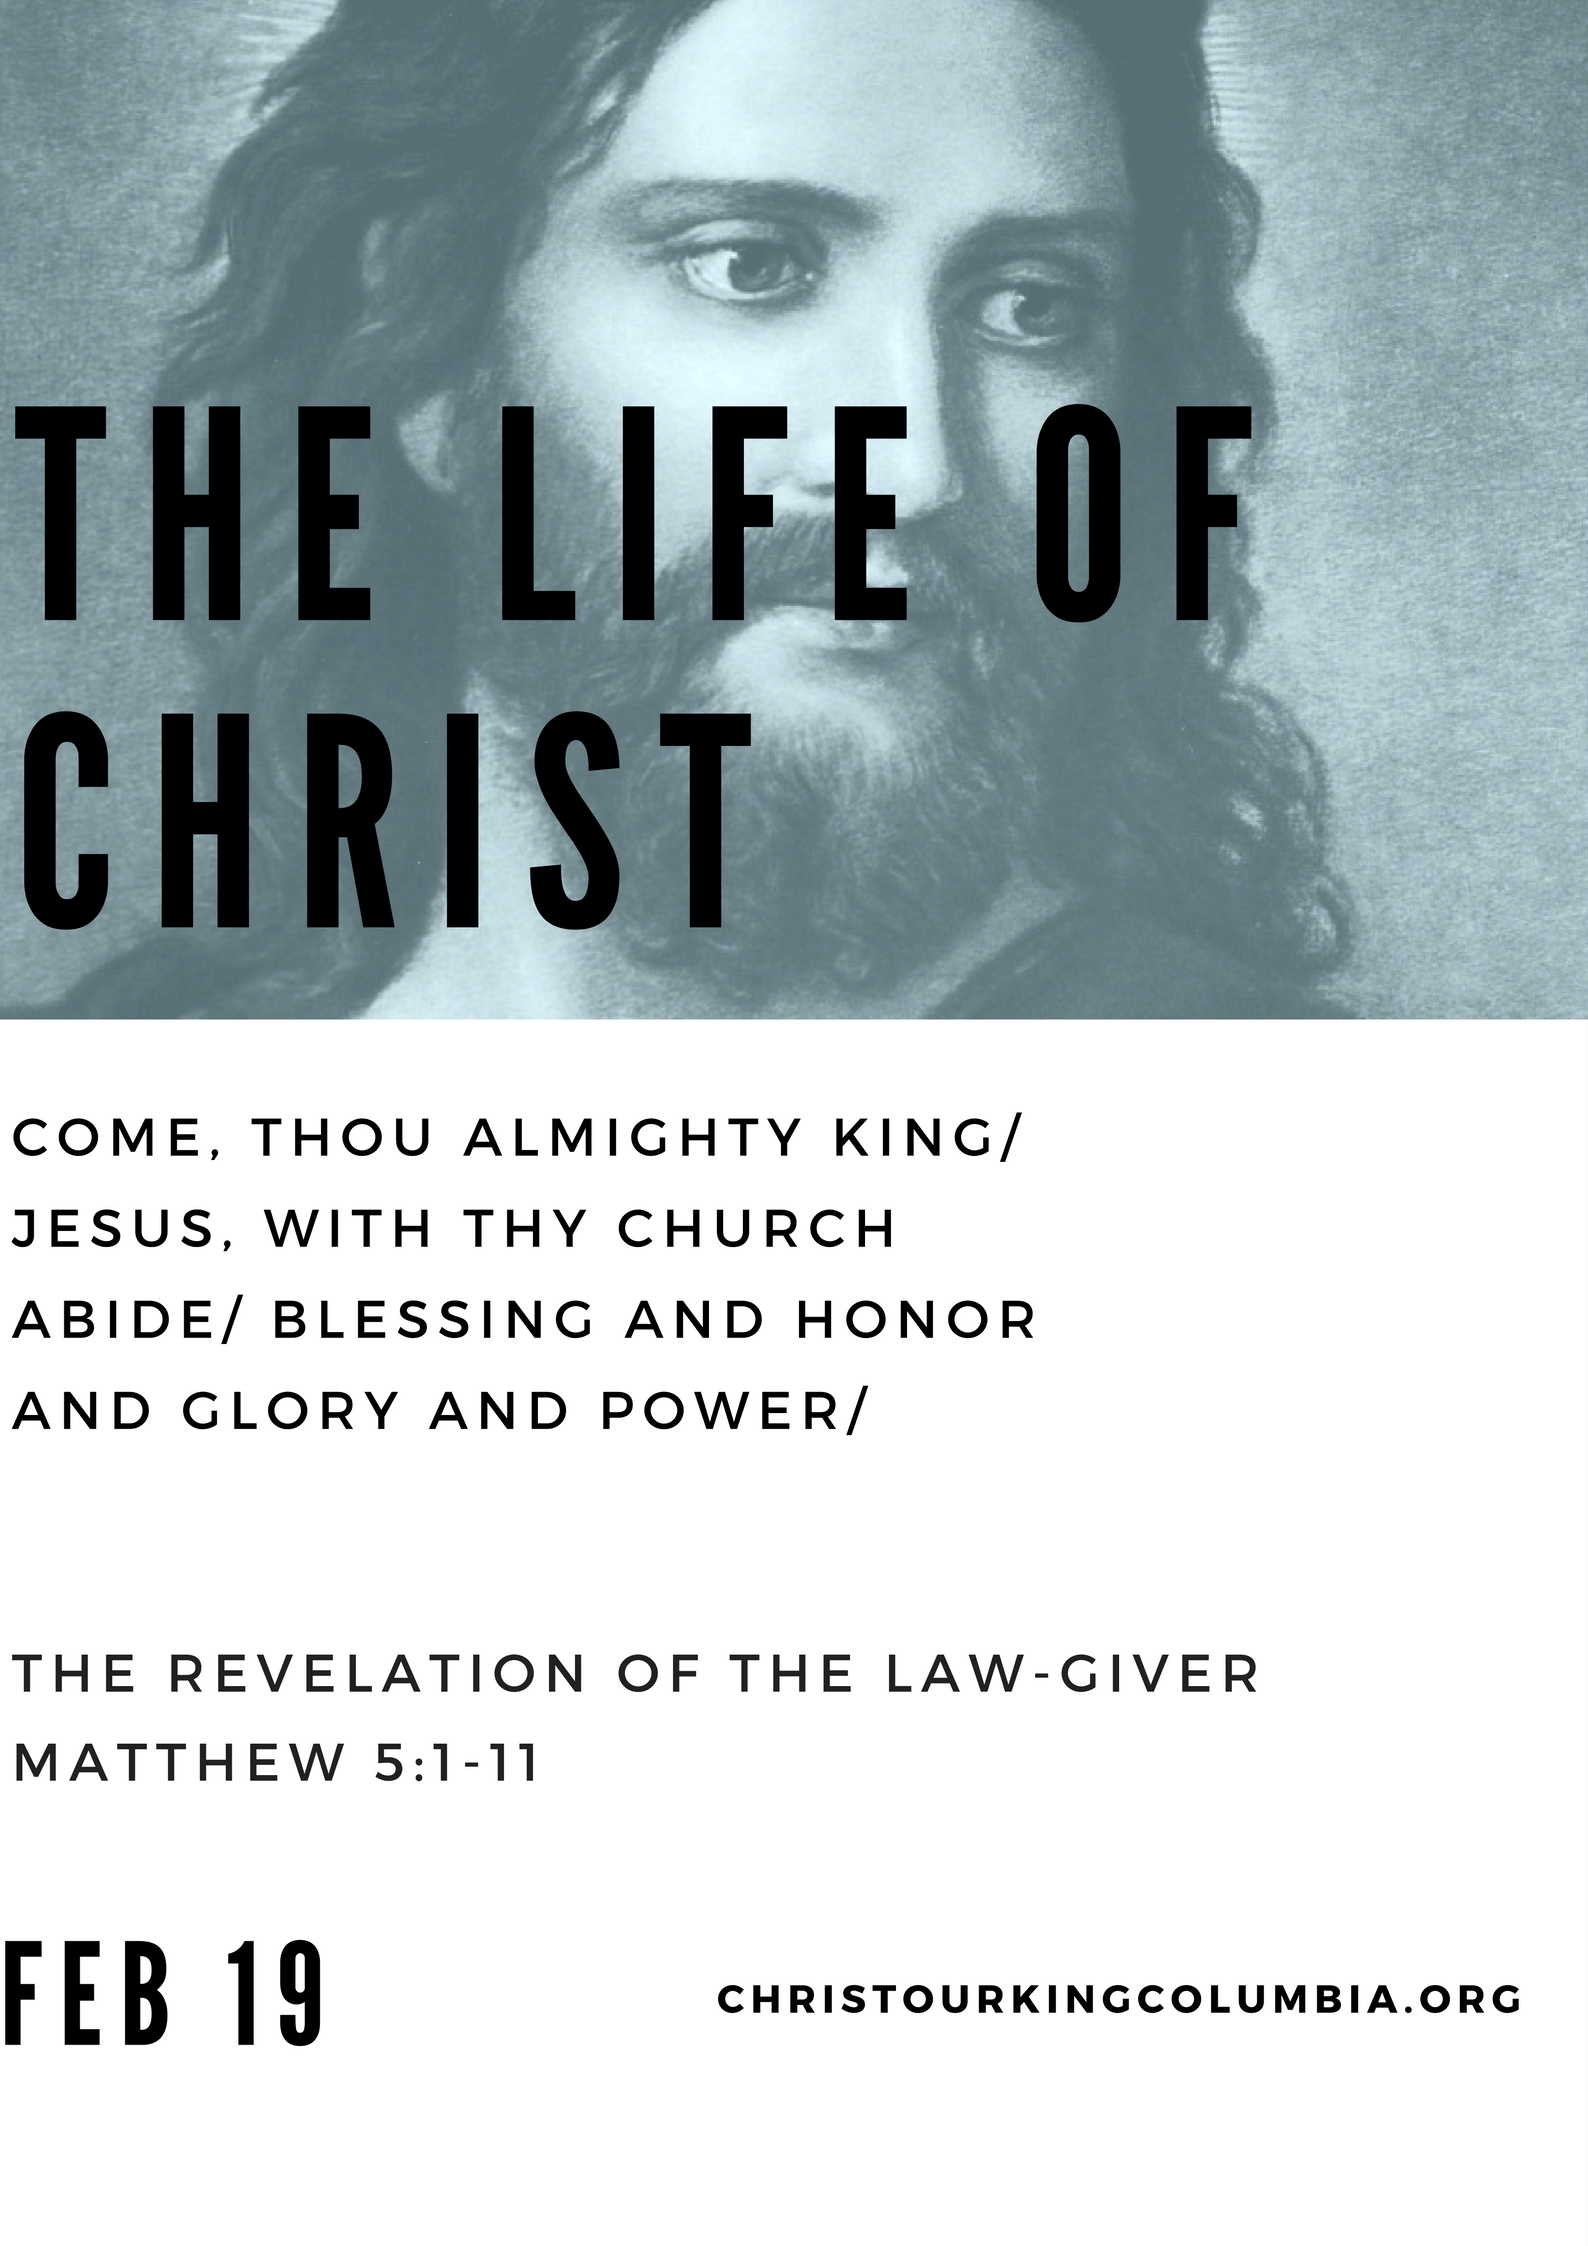 THE LIFE OF
CHRIST
COME, THOU ALMIGHTY KING/
JESUS, WITH THY CHURCH
ABIDE/ BLESSING AND HONOR
AND GLORY AND POWER/
THE REVELATION OF THE LAW-GIVER
MATTHEW 5:1-11
FEB 19
CHRISTOURKINGCOLUMBIA.ORG